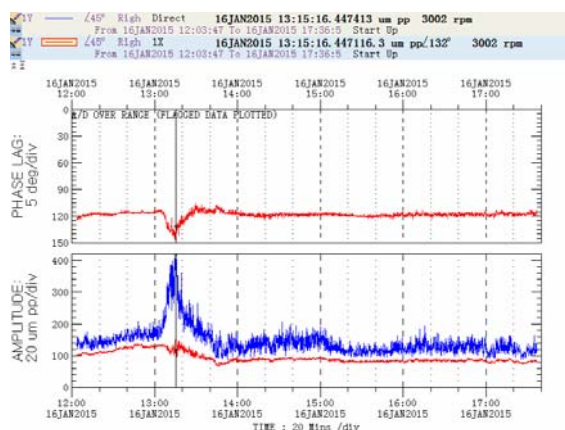 1Y ∠45° Righ Direct 16JAN2015 13:15:16.447 413 um pp 3002 rpm
From 16JAN2015 12:03:47 To 16JAN2015 17:36:5 Start Up
1Y ∠45° Righ 1X 16JAN2015 13:15:16.447 116.3 um pp/132° 3002 rpm
From 16JAN2015 12:03:47 To 16JAN2015 17:36:5 Start Up
16JAN2015 16JAN2015 16JAN2015 16JAN2015 16JAN2015 16JAN2015
12:00 13:00 14:00 15:00 16:00 17:00
A/D OVER RANGE (FLAGGED DATA PLOTTED)
PHASE LAG:
5 deg/div
0
30
60
90
120
150
AMPLITUDE:
20 um pp/div
400
300
200
100
0
12:00 13:00 14:00 15:00 16:00 17:00
16JAN2015 16JAN2015 16JAN2015 16JAN2015 16JAN2015 16JAN2015
TIME : 20 Mins /div